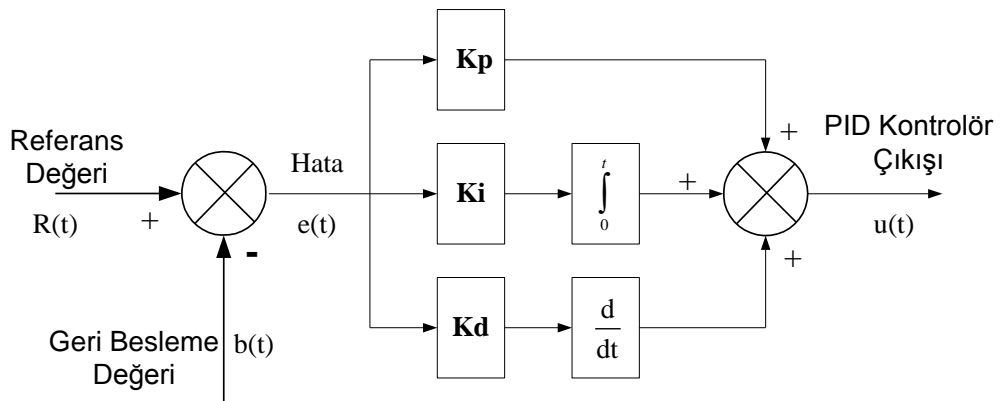 Kp
+
PID Kontrolör
Çıkışı
Referans
Değeri
R(t)
+
-
Hata
e(t)
Ki
t
∫
0
+
u(t)
+
Kd
d
dt
Geri Besleme
Değeri
b(t)